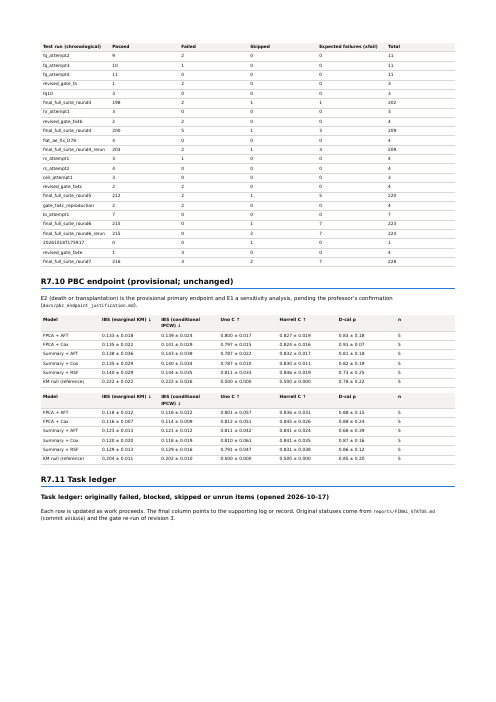 Test run (chronological) Passed Failed Skipped Expected failures (xfail) Total
fq_attempt2 9 2 0 0 11
fq_attempt3 10 1 0 0 11
fq_attempt4 11 0 0 0 11
revised_gate_fa 1 2 0 0 3
fq10 3 0 0 0 3
final_full_suite_round3 198 2 1 1 202
hr_attempt1 3 0 0 0 3
revised_gate_fa4b 2 2 0 0 4
final_full_suite_round4 200 5 1 3 209
flat_ae_fix_D78 4 0 0 0 4
final_full_suite_round4_rerun 203 2 1 3 209
rs_attempt1 3 1 0 0 4
rs_attempt2 4 0 0 0 4
ceil_attempt1 3 0 0 0 3
revised_gate_fa4c 2 2 0 0 4
final_full_suite_round5 212 2 1 5 220
gate_fa4c_reproduction 2 2 0 0 4
bi_attempt1 7 0 0 0 7
final_full_suite_round6 215 0 1 7 223
final_full_suite_round6_rerun 215 0 2 7 224
20261018T175917 0 0 1 0 1
revised_gate_fa4e 1 3 0 0 4
final_full_suite_round7 216 3 2 7 228
R7.10 PBC endpoint (provisional; unchanged)
E2 (death or transplantation) is the provisional primary endpoint and E1 a sensitivity analysis, pending the professor's confirmation
(docs/pbc_endpoint_justification.md).
Model IBS (marginal KM) ↓ IBS (conditional IPCW) ↓ Uno C ↑ Harrell C ↑ D-cal p n
FPCA + AFT 0.133 ± 0.018 0.139 ± 0.024 0.800 ± 0.017 0.827 ± 0.019 0.83 ± 0.18 5
FPCA + Cox 0.135 ± 0.022 0.141 ± 0.029 0.797 ± 0.015 0.824 ± 0.016 0.91 ± 0.07 5
Summary + AFT 0.138 ± 0.036 0.143 ± 0.039 0.787 ± 0.022 0.832 ± 0.017 0.81 ± 0.18 5
Summary + Cox 0.135 ± 0.029 0.140 ± 0.034 0.787 ± 0.012 0.830 ± 0.011 0.82 ± 0.19 5
Summary + RSF 0.140 ± 0.029 0.144 ± 0.035 0.811 ± 0.033 0.846 ± 0.019 0.73 ± 0.25 5
KM null (reference) 0.222 ± 0.022 0.222 ± 0.026 0.500 ± 0.000 0.500 ± 0.000 0.78 ± 0.22 5
Model IBS (marginal KM) ↓ IBS (conditional IPCW) ↓ Uno C ↑ Harrell C ↑ D-cal p n
FPCA + AFT 0.118 ± 0.012 0.116 ± 0.012 0.801 ± 0.057 0.836 ± 0.031 0.88 ± 0.15 5
FPCA + Cox 0.116 ± 0.007 0.114 ± 0.009 0.812 ± 0.051 0.845 ± 0.026 0.88 ± 0.24 5
Summary + AFT 0.123 ± 0.013 0.121 ± 0.012 0.811 ± 0.042 0.841 ± 0.024 0.68 ± 0.39 5
Summary + Cox 0.120 ± 0.020 0.118 ± 0.019 0.810 ± 0.061 0.841 ± 0.035 0.87 ± 0.16 5
Summary + RSF 0.129 ± 0.013 0.129 ± 0.016 0.791 ± 0.047 0.831 ± 0.038 0.86 ± 0.12 5
KM null (reference) 0.204 ± 0.011 0.202 ± 0.010 0.500 ± 0.000 0.500 ± 0.000 0.85 ± 0.20 5
R7.11 Task ledger
Task ledger: originally failed, blocked, skipped or unrun items (opened 2026-10-17)
Each row is updated as work proceeds. The final column points to the supporting log or record. Original statuses come from reports/FINAL_STATUS.md
(commit ) and the gate re-run of revision 3.